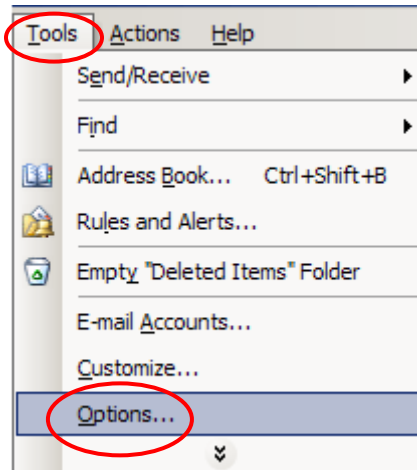 Tools Actions Help
Send/Receive
Find
Address Book... Ctrl+Shift+B
Rules and Alerts...
Empty "Deleted Items" Folder
E-mail Accounts...
Customize...
Options...